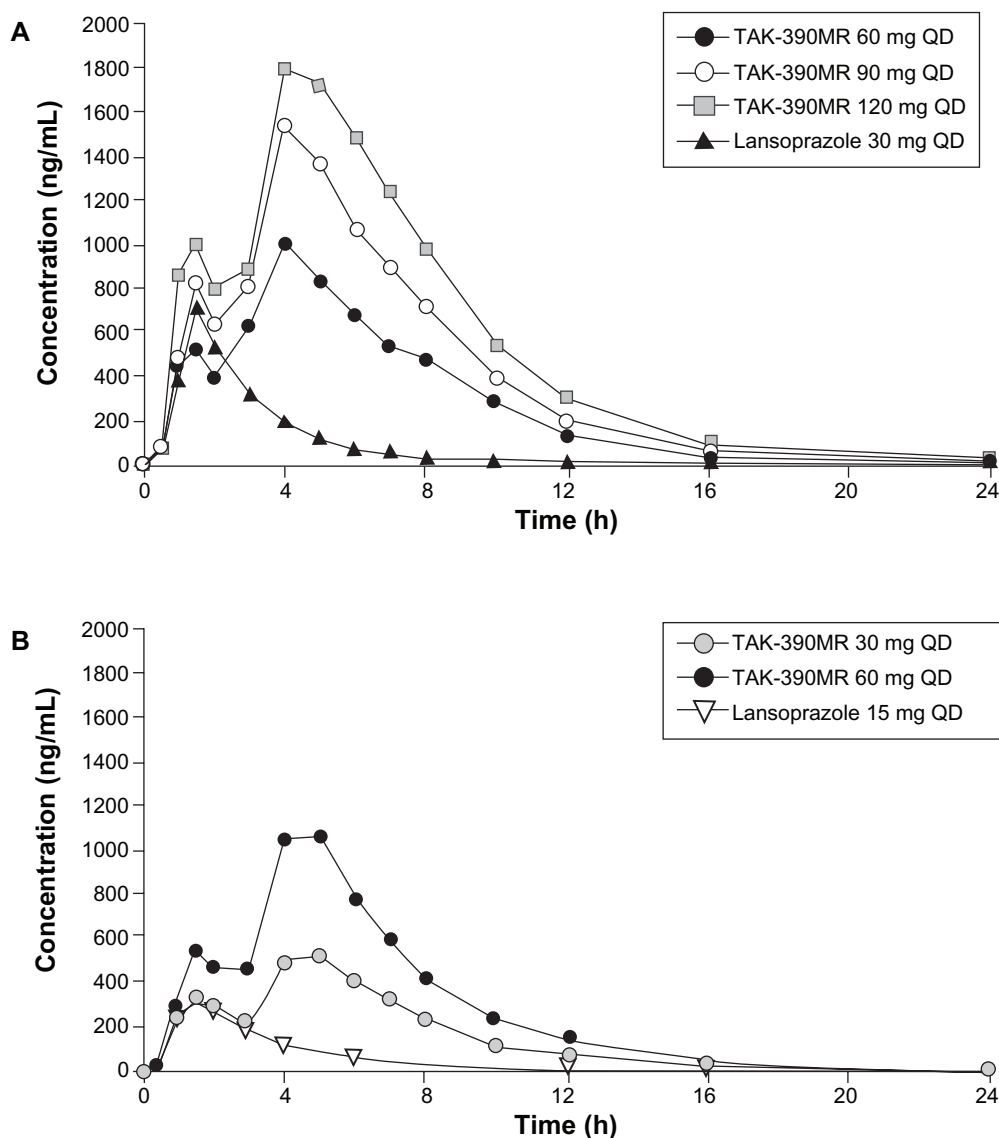 A
2000
1800
1600
1400
1200
1000
800
600
400
200
0
Concentration (ng/mL)
0 4 8 12 16 20 24
Time (h)
TAK-390MR 60 mg QD
TAK-390MR 90 mg QD
TAK-390MR 120 mg QD
Lansoprazole 30 mg QD
B
2000
1800
1600
1400
1200
1000
800
600
400
200
0
Concentration (ng/mL)
0 4 8 12 16 20 24
Time (h)
TAK-390MR 30 mg QD
TAK-390MR 60 mg QD
Lansoprazole 15 mg QD